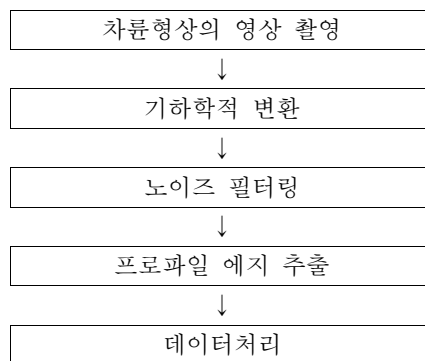 차륜형상의 영상 촬영
↓
기하학적 변환
↓
노이즈 필터링
↓
프로파일 에지 추출
↓
데이터처리